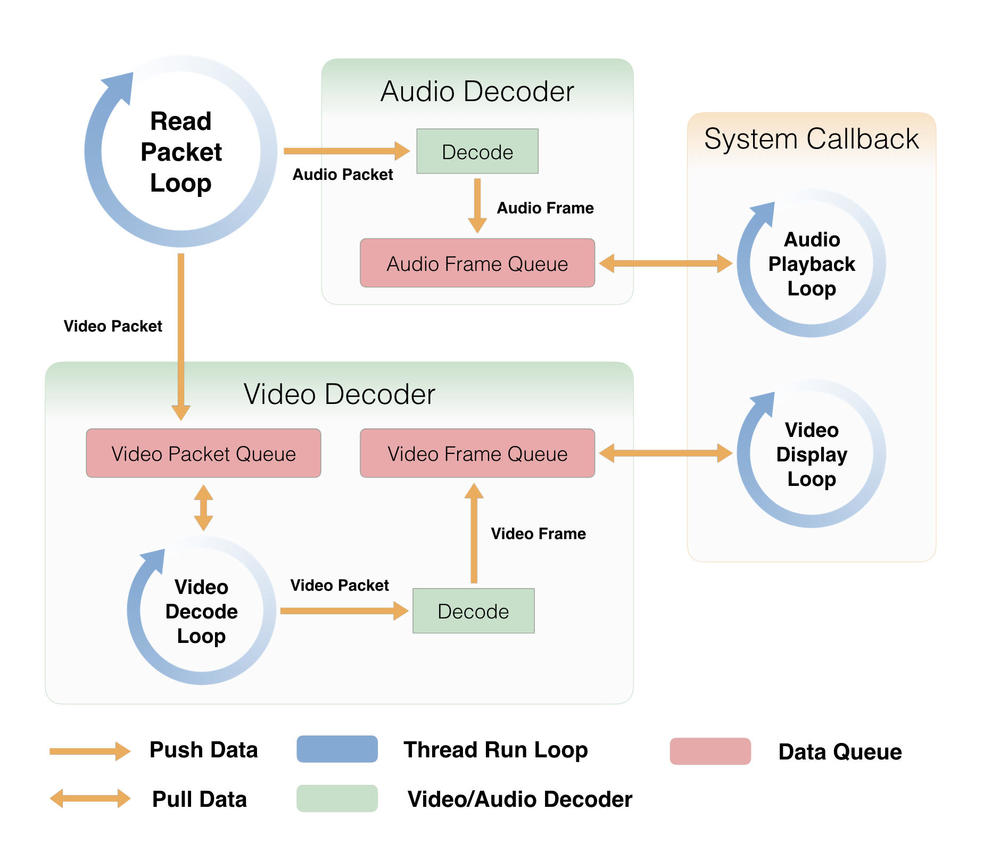 Read
Packet
Loop
Audio Packet
Audio Decoder
Decode
Audio Frame
Audio Frame Queue
System Callback
Audio
Playback
Loop
Video
Display
Loop
Video Packet
Video Decoder
Video Packet Queue
Video Frame Queue
Video Frame
Video
Decode
Loop
Video Packet
Decode
Push Data
Thread Run Loop
Data Queue
Pull Data
Video/Audio Decoder